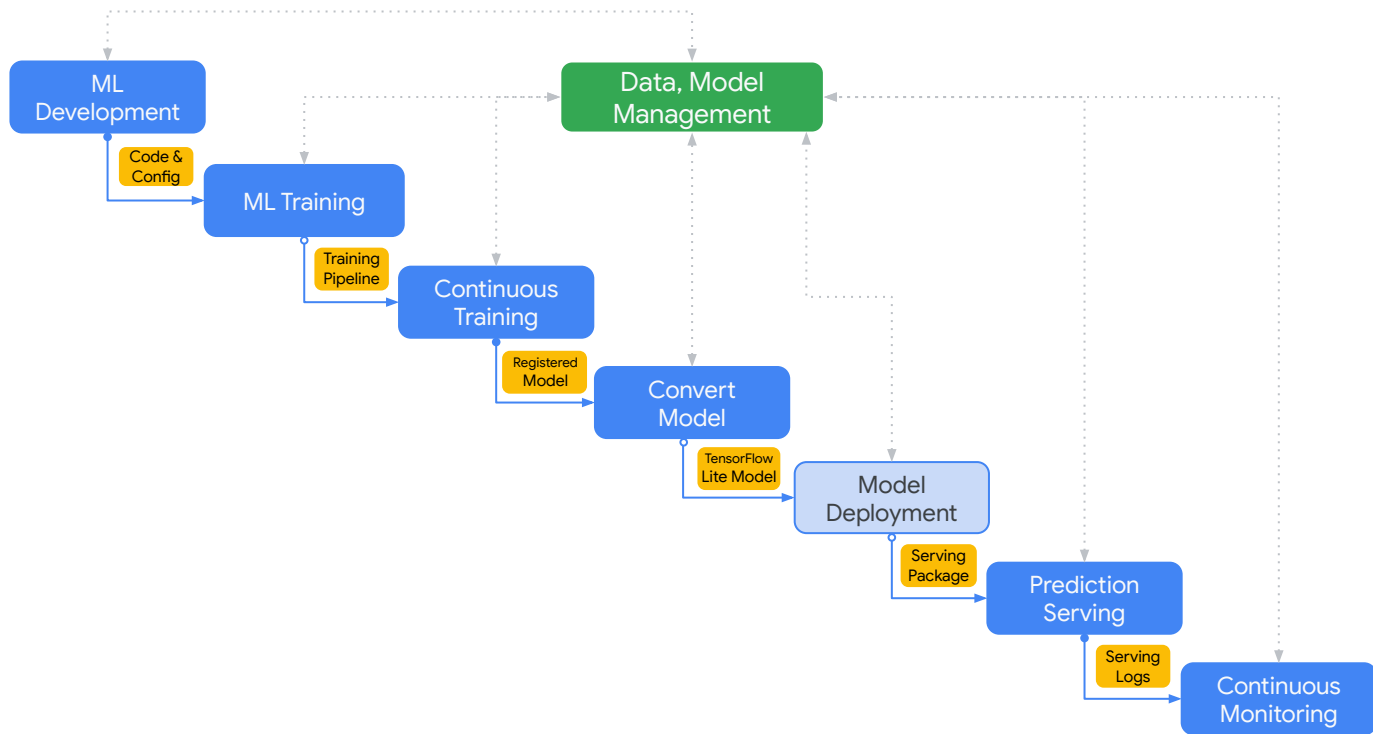 ML
Development
Data, Model
Management
Code &
Config
ML Training
Training
Pipeline
Continuous
Training
Registered
Model
Convert
Model
TensorFlow
Lite Model
Model
Deployment
Serving
Package
Prediction
Serving
Serving
Logs
Continuous
Monitoring